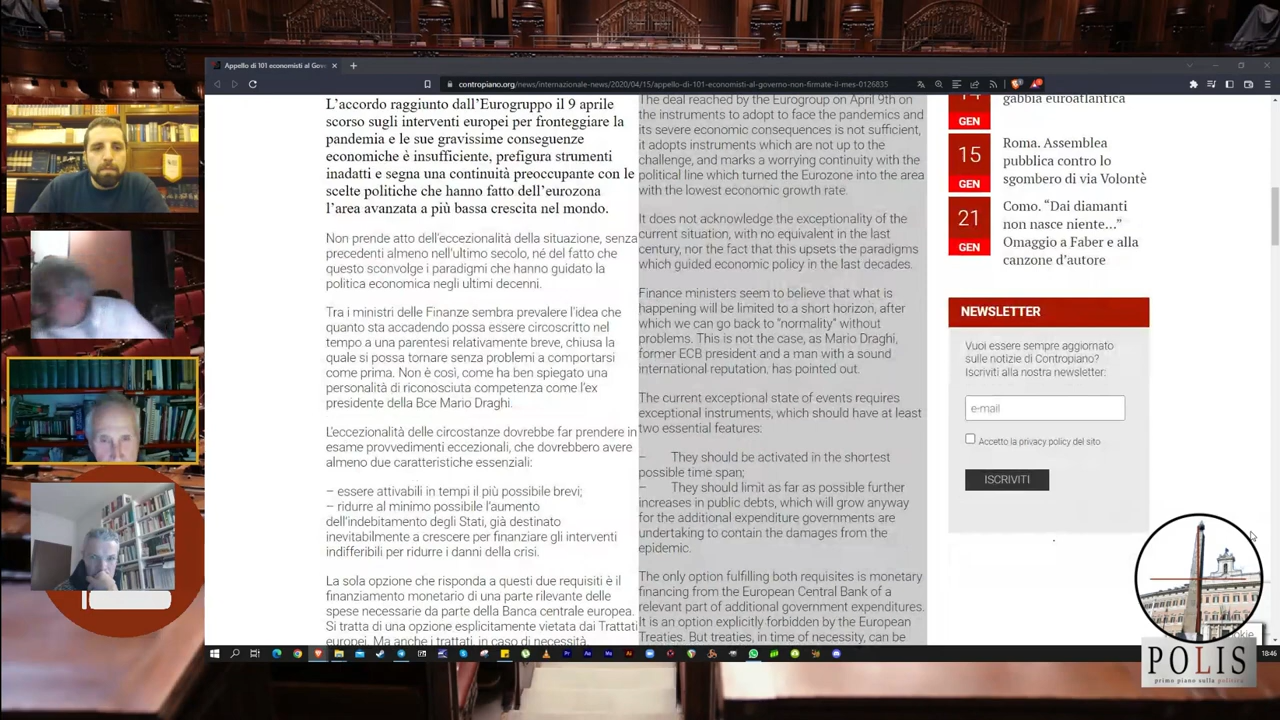 Appello di 101 economisti al Gove
contropiano.org/news/internazionale-news/2020/04/15/appello-di-101-economisti-al-governo-non-firmate-il-mes-0126835
L'accordo raggiunto dall'Eurogruppo il 9 aprile
scorso sugli interventi europei per fronteggiare la
pandemia e le sue gravissime conseguenze
economiche è insufficiente, prefigura strumenti
inadatti e segna una continuità preoccupante con le
scelte politiche che hanno fatto dell'eurozona
l'area avanzata a più bassa crescita nel mondo.
Non prende atto dell'eccezionalità della situazione, senza
precedenti almeno nell'ultimo secolo, né del fatto che
questo sconvolge i paradigmi che hanno guidato la
politica economica negli ultimi decenni.
Tra i ministri delle Finanze sembra prevalere l'idea che
quanto sta accadendo possa essere circoscritto nel
tempo a una parentesi relativamente breve, chiusa la
quale si possa tornare senza problemi a comportarsi
come prima. Non è così, come ha ben spiegato una
personalità di riconosciuta competenza come l'ex
presidente della Bce Mario Draghi.
L'eccezionalità delle circostanze dovrebbe far prendere in
esame provvedimenti eccezionali, che dovrebbero avere
almeno due caratteristiche essenziali:
– essere attivabili in tempi il più possibile brevi;
– ridurre al minimo possibile l'aumento
dell'indebitamento degli Stati, già destinato
inevitabilmente a crescere per finanziare gli interventi
indifferibili per ridurre i danni della crisi.
La sola opzione che risponda a questi due requisiti è il
finanziamento monetario di una parte rilevante delle
spese necessarie da parte della Banca centrale europea.
Si tratta di una opzione esplicitamente vietata dai Trattati
europei. Ma anche i trattati, in caso di necessità
The deal reached by the Eurogroup on April 9th on
the instruments to adopt to face the pandemics and
its severe economic consequences is not sufficient,
it adopts instruments which are not up to the
challenge, and marks a worrying continuity with the
political line which turned the Eurozone into the area
with the lowest economic growth rate.
It does not acknowledge the exceptionality of the
current situation, with no equivalent in the last
century, nor the fact that this upsets the paradigms
which guided economic policy in the last decades.
Finance ministers seem to believe that what is
happening will be limited to a short horizon, after
which we can go back to "normality" without
problems. This is not the case, as Mario Draghi,
former ECB president and a man with a sound
international reputation, has pointed out.
The current exceptional state of events requires
exceptional instruments, which should have at least
two essential features:
– They should be activated in the shortest
possible time span;
– They should limit as far as possible further
increases in public debts, which will grow anyway
for the additional expenditure governments are
undertaking to contain the damages from the
epidemic.
The only option fulfilling both requisites is monetary
financing from the European Central Bank of a
relevant part of additional government expenditures.
It is an option explicitly forbidden by the European
Treaties. But treaties, in time of necessity, can be
gabbia euroatlantica
GEN
15
GEN
Roma. Assemblea
pubblica contro lo
sgombero di via Volontè
21
GEN
Como. "Dai diamanti
non nasce niente…"
Omaggio a Faber e alla
canzone d'autore
NEWSLETTER
Vuoi essere sempre aggiornato
sulle notizie di Contropiano?
Iscriviti alla nostra newsletter:
e-mail
Accetto la privacy policy del sito
ISCRIVITI
18:46
POLIS
primo piano sulla politica